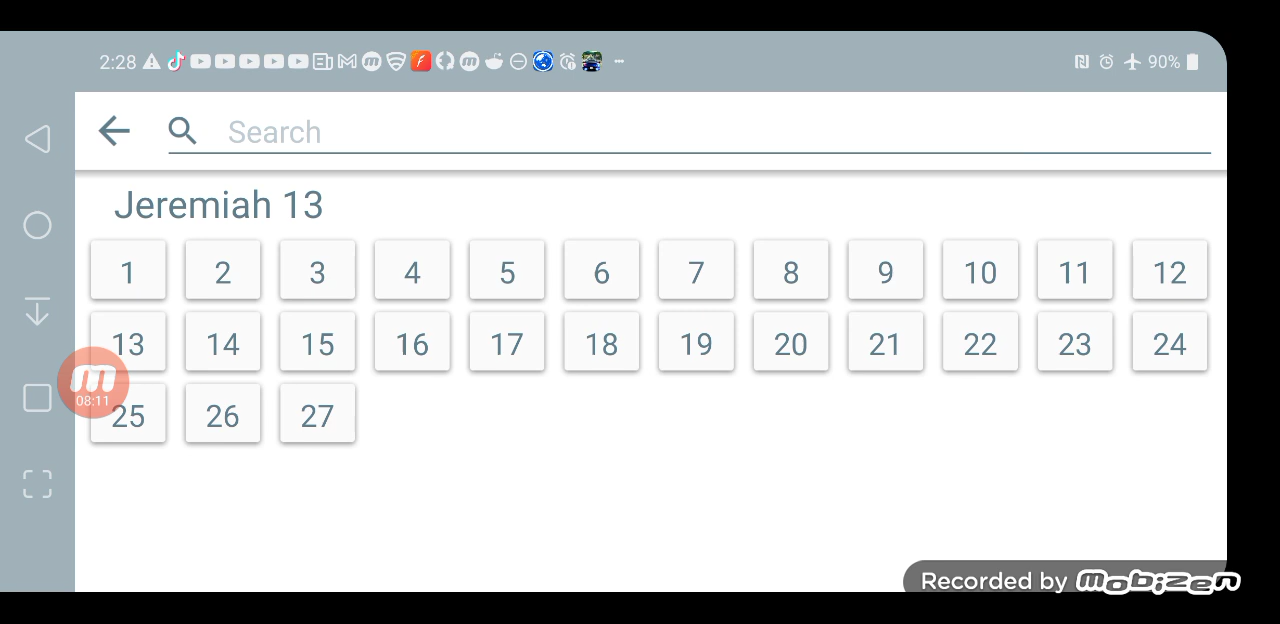 2:28 90%
Search
Jeremiah 13
1 2 3 4 5 6 7 8 9 10 11 12
13 14 15 16 17 18 19 20 21 22 23 24
08:11
25 26 27
Recorded by Mobizen